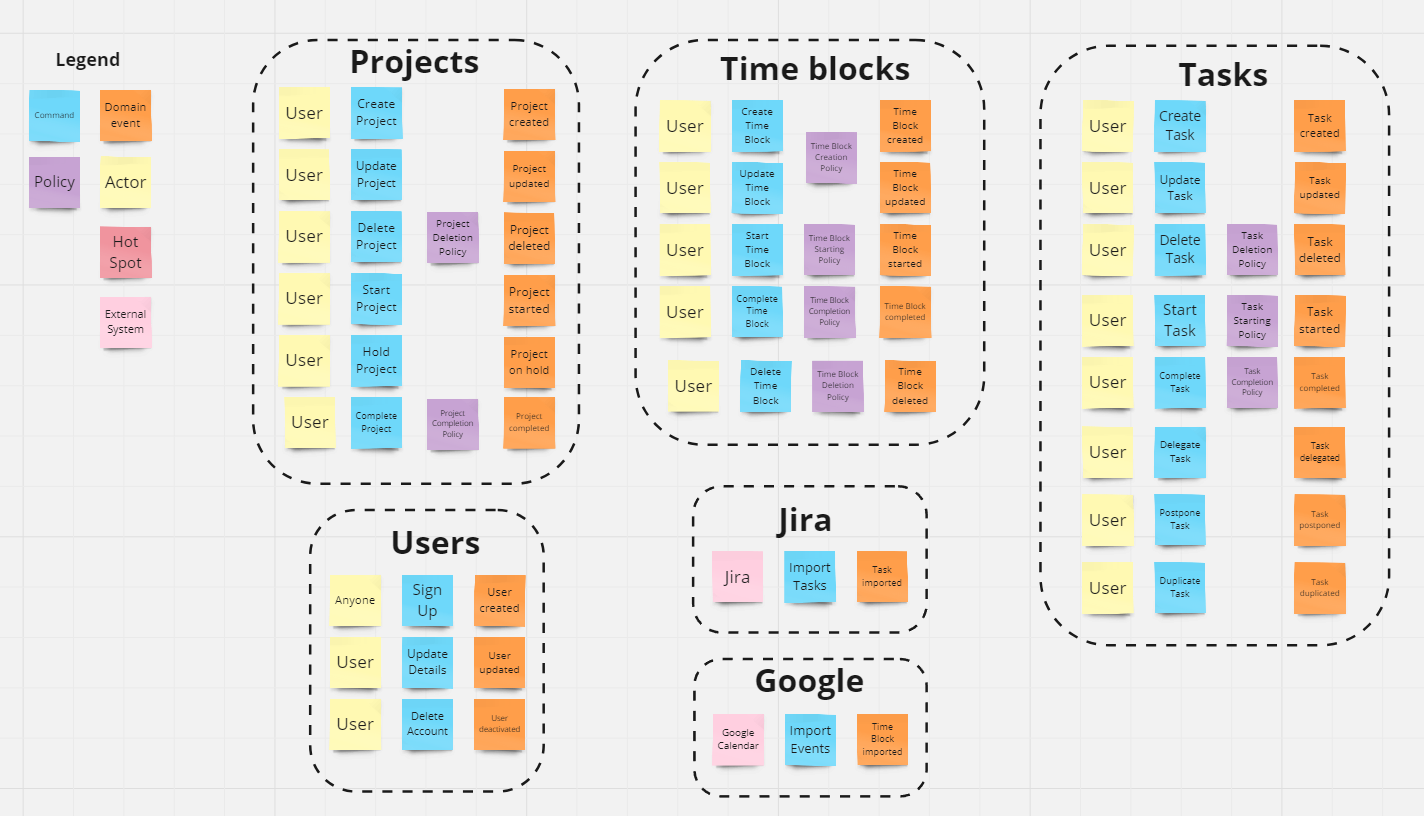 Legend
Command
Domain
event
Policy
Actor
Hot
Spot
External
System
Projects
User
Create
Project
Project
created
User
Update
Project
Project
updated
User
Delete
Project
Project
Deletion
Policy
Project
deleted
User
Start
Project
Project
started
User
Hold
Project
Project
on hold
User
Complete
Project
Project
Completion
Policy
Project
completed
Users
Anyone
Sign
Up
User
created
User
Update
Details
User
updated
User
Delete
Account
User
deactivated
Time blocks
User
Create
Time
Block
Time Block
Creation
Policy
Time
Block
created
User
Update
Time
Block
Time
Block
updated
User
Start
Time
Block
Time Block
Starting
Policy
Time
Block
started
User
Complete
Time
Block
Time Block
Completion
Policy
Time Block
completed
User
Delete
Time
Block
Time Block
Deletion
Policy
Time
Block
deleted
Jira
Jira
Import
Tasks
Task
imported
Google
Google
Calendar
Import
Events
Time
Block
imported
Tasks
User
Create
Task
Task
created
User
Update
Task
Task
updated
User
Delete
Task
Task
Deletion
Policy
Task
deleted
User
Start
Task
Task
Starting
Policy
Task
started
User
Complete
Task
Task
Completion
Policy
Task
completed
User
Delegate
Task
Task
delegated
User
Postpone
Task
Task
postponed
User
Duplicate
Task
Task
duplicated